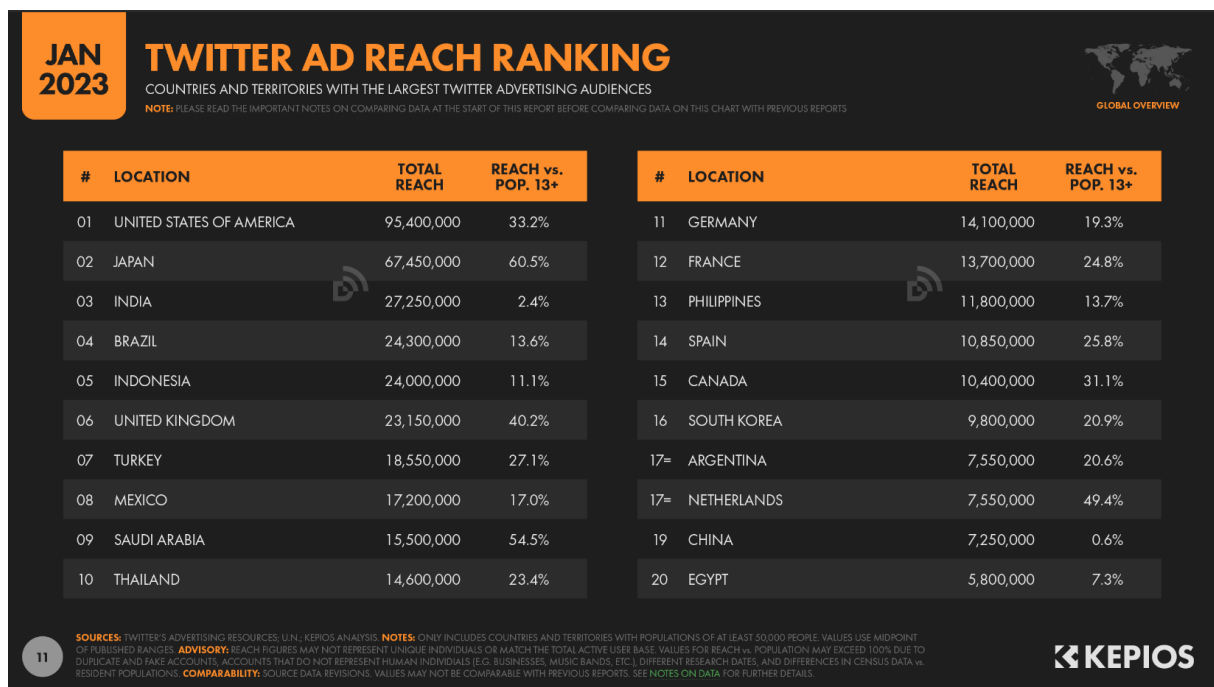 JAN
2023
TWITTER AD REACH RANKING
COUNTRIES AND TERRITORIES WITH THE LARGEST TWITTER ADVERTISING AUDIENCES
NOTE: PLEASE READ THE IMPORTANT NOTES ON COMPARING DATA AT THE START OF THIS REPORT BEFORE COMPARING DATA ON THIS CHART WITH PREVIOUS REPORTS
GLOBAL OVERVIEW
# LOCATION TOTAL REACH REACH vs. POP. 13+
01 UNITED STATES OF AMERICA 95,400,000 33.2%
02 JAPAN 67,450,000 60.5%
03 INDIA 27,250,000 2.4%
04 BRAZIL 24,300,000 13.6%
05 INDONESIA 24,000,000 11.1%
06 UNITED KINGDOM 23,150,000 40.2%
07 TURKEY 18,550,000 27.1%
08 MEXICO 17,200,000 17.0%
09 SAUDI ARABIA 15,500,000 54.5%
10 THAILAND 14,600,000 23.4%
# LOCATION TOTAL REACH REACH vs. POP. 13+
11 GERMANY 14,100,000 19.3%
12 FRANCE 13,700,000 24.8%
13 PHILIPPINES 11,800,000 13.7%
14 SPAIN 10,850,000 25.8%
15 CANADA 10,400,000 31.1%
16 SOUTH KOREA 9,800,000 20.9%
17= ARGENTINA 7,550,000 20.6%
17= NETHERLANDS 7,550,000 49.4%
19 CHINA 7,250,000 0.6%
20 EGYPT 5,800,000 7.3%
11
SOURCES: TWITTER'S ADVERTISING RESOURCES; U.N.; KEPIOS ANALYSIS. NOTES: ONLY INCLUDES COUNTRIES AND TERRITORIES WITH POPULATIONS OF AT LEAST 50,000 PEOPLE. VALUES USE MIDPOINT
OF PUBLISHED RANGES. ADVISORY: REACH FIGURES MAY NOT REPRESENT UNIQUE INDIVIDUALS OR MATCH THE TOTAL ACTIVE USER BASE. VALUES FOR REACH vs. POPULATION MAY EXCEED 100% DUE TO
DUPLICATE AND FAKE ACCOUNTS, ACCOUNTS THAT DO NOT REPRESENT HUMAN INDIVIDUALS (E.G. BUSINESSES, MUSIC BANDS, ETC.), DIFFERENT RESEARCH DATES, AND DIFFERENCES IN CENSUS DATA vs.
RESIDENT POPULATIONS. COMPARABILITY: SOURCE DATA REVISIONS. VALUES MAY NOT BE COMPARABLE WITH PREVIOUS REPORTS. SEE NOTES ON DATA FOR FURTHER DETAILS.
KEPIOS